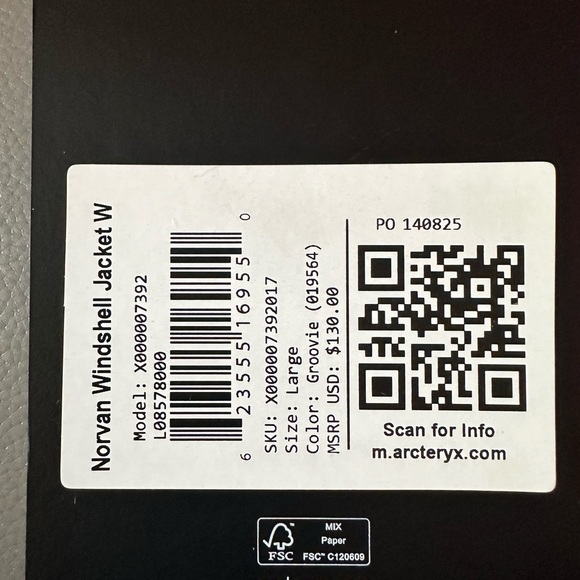 Norvan Windshell Jacket W
Model: X000007392
L08578000
6 23555 16955 0
SKU: X000007392017
Size: Large
Color: Groovie (019564)
MSRP USD: $130.00
PO 140825
Scan for Info
m.arcteryx.com
FSC
MIX
Paper
FSC™ C120609